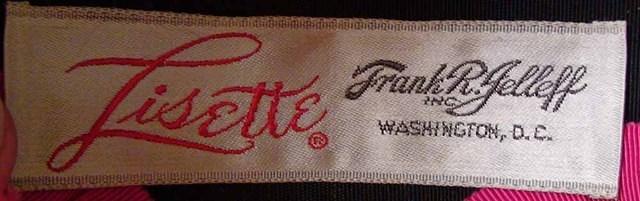 Lisette®
Frank R. Jelleff
INC
WASHINGTON, D.C.